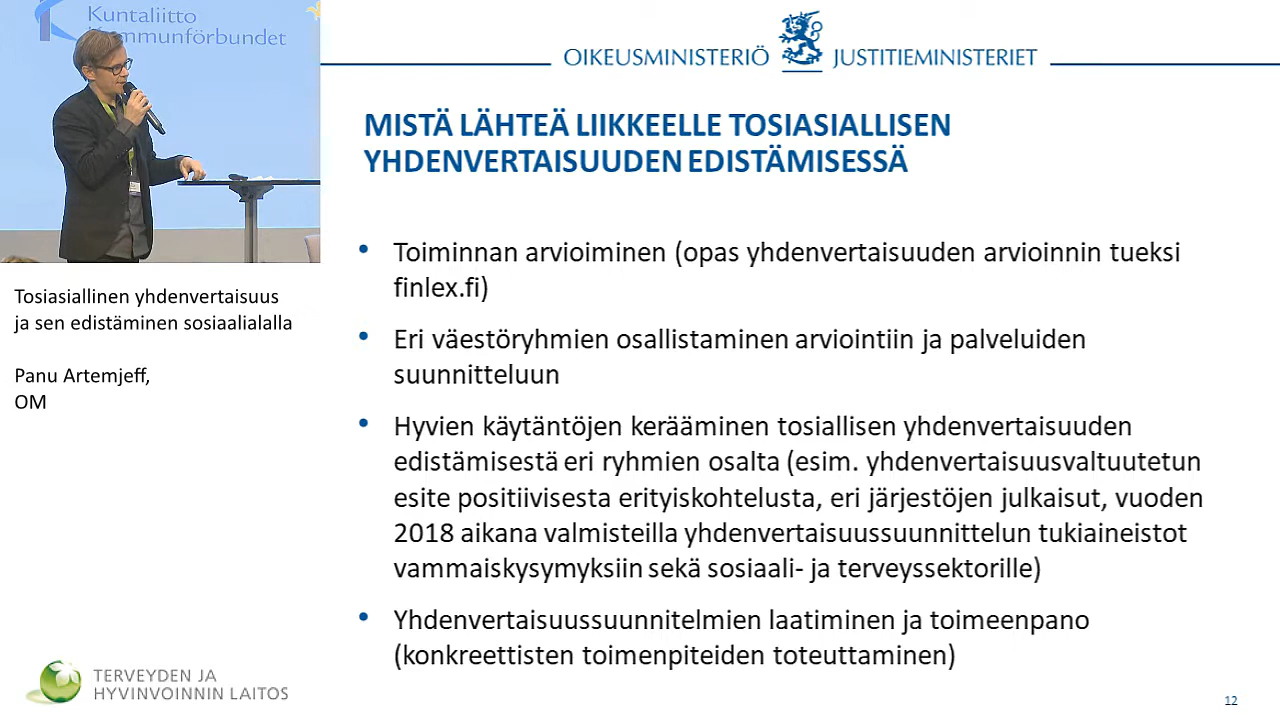 Kuntaliitto
Kommunförbundet
OIKEUSMINISTERIÖ JUSTITIEMINISTERIET
MISTÄ LÄHTEÄ LIIKKEELLE TOSIASIALLISEN
YHDENVERTAISUUDEN EDISTÄMISESSÄ
• Toiminnan arvioiminen (opas yhdenvertaisuuden arvioinnin tueksi
finlex.fi)
• Eri väestöryhmien osallistaminen arviointiin ja palveluiden
suunnitteluun
• Hyvien käytäntöjen kerääminen tosiallisen yhdenvertaisuuden
edistämisestä eri ryhmien osalta (esim. yhdenvertaisuusvaltuutetun
esite positiivisesta erityiskohtelusta, eri järjestöjen julkaisut, vuoden
2018 aikana valmisteilla yhdenvertaisuussuunnittelun tukiaineistot
vammaiskysymyksiin sekä sosiaali- ja terveyssektorille)
• Yhdenvertaisuussuunnitelmien laatiminen ja toimeenpano
(konkreettisten toimenpiteiden toteuttaminen)
Tosiasiallinen yhdenvertaisuus
ja sen edistäminen sosiaalialalla
Panu Artemjeff,
OM
TERVEYDEN JA
HYVINVOINNIN LAITOS
12